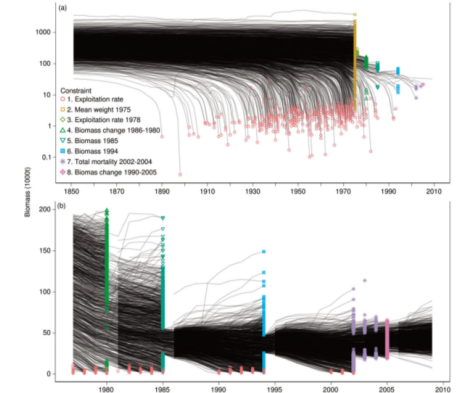 (a)
1000
100
10
1
0.1
Constraint
1. Exploitation rate
2. Mean weight 1975
3. Exploitation rate 1978
4. Biomass change 1986-1980
5. Biomass 1985
6. Biomass 1994
7. Total mortality 2002-2004
8. Biomas change 1990-2005
1850 1870 1890 1910 1930 1950 1970 1990 2010
Biomass (1000)
(b)
200
150
100
50
0
1980 1985 1990 1995 2000 2005 2010